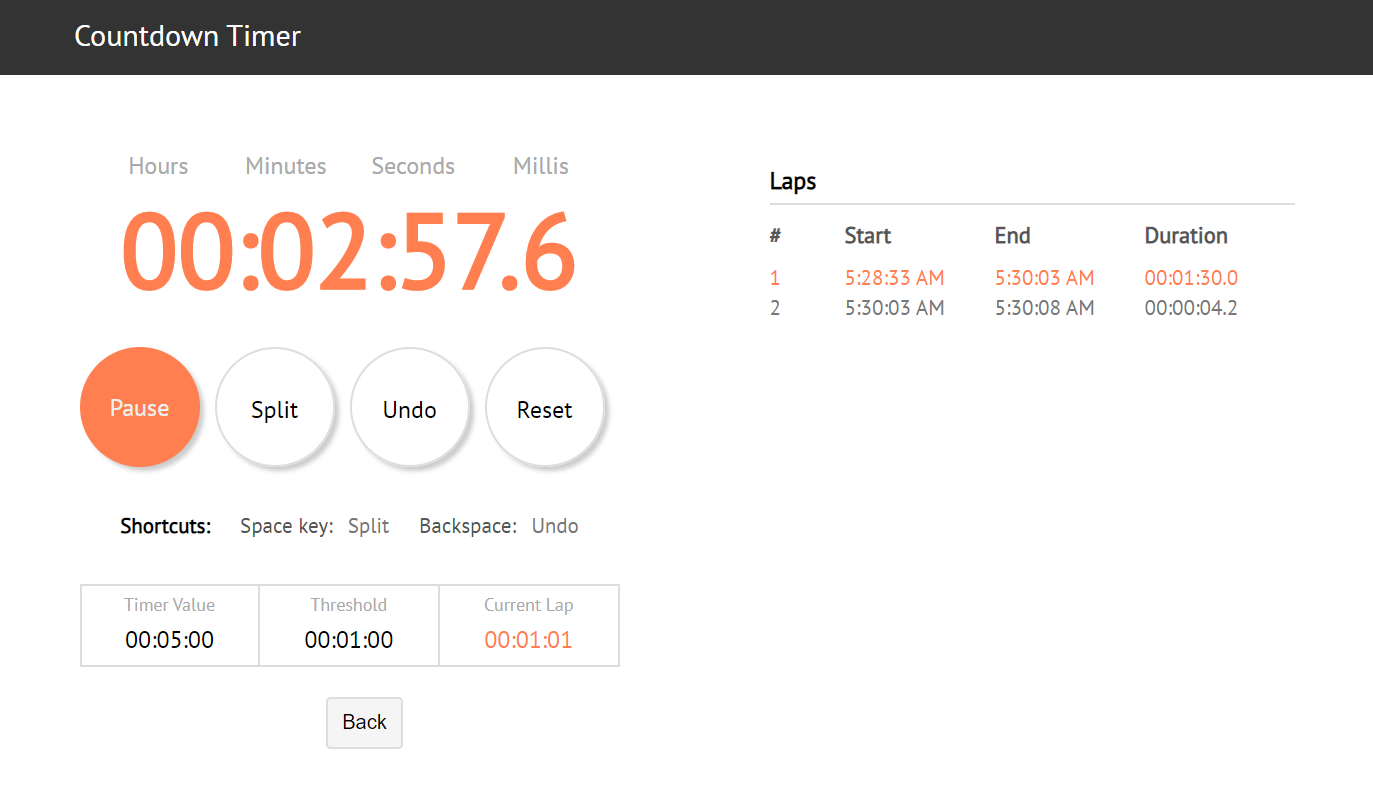 Countdown Timer
Hours Minutes Seconds Millis
00:02:57.6
Pause Split Undo Reset
Shortcuts: Space key: Split Backspace: Undo
Timer Value Threshold Current Lap
00:05:00 00:01:00 00:01:01
Back
Laps
# Start End Duration
1 5:28:33 AM 5:30:03 AM 00:01:30.0
2 5:30:03 AM 5:30:08 AM 00:00:04.2